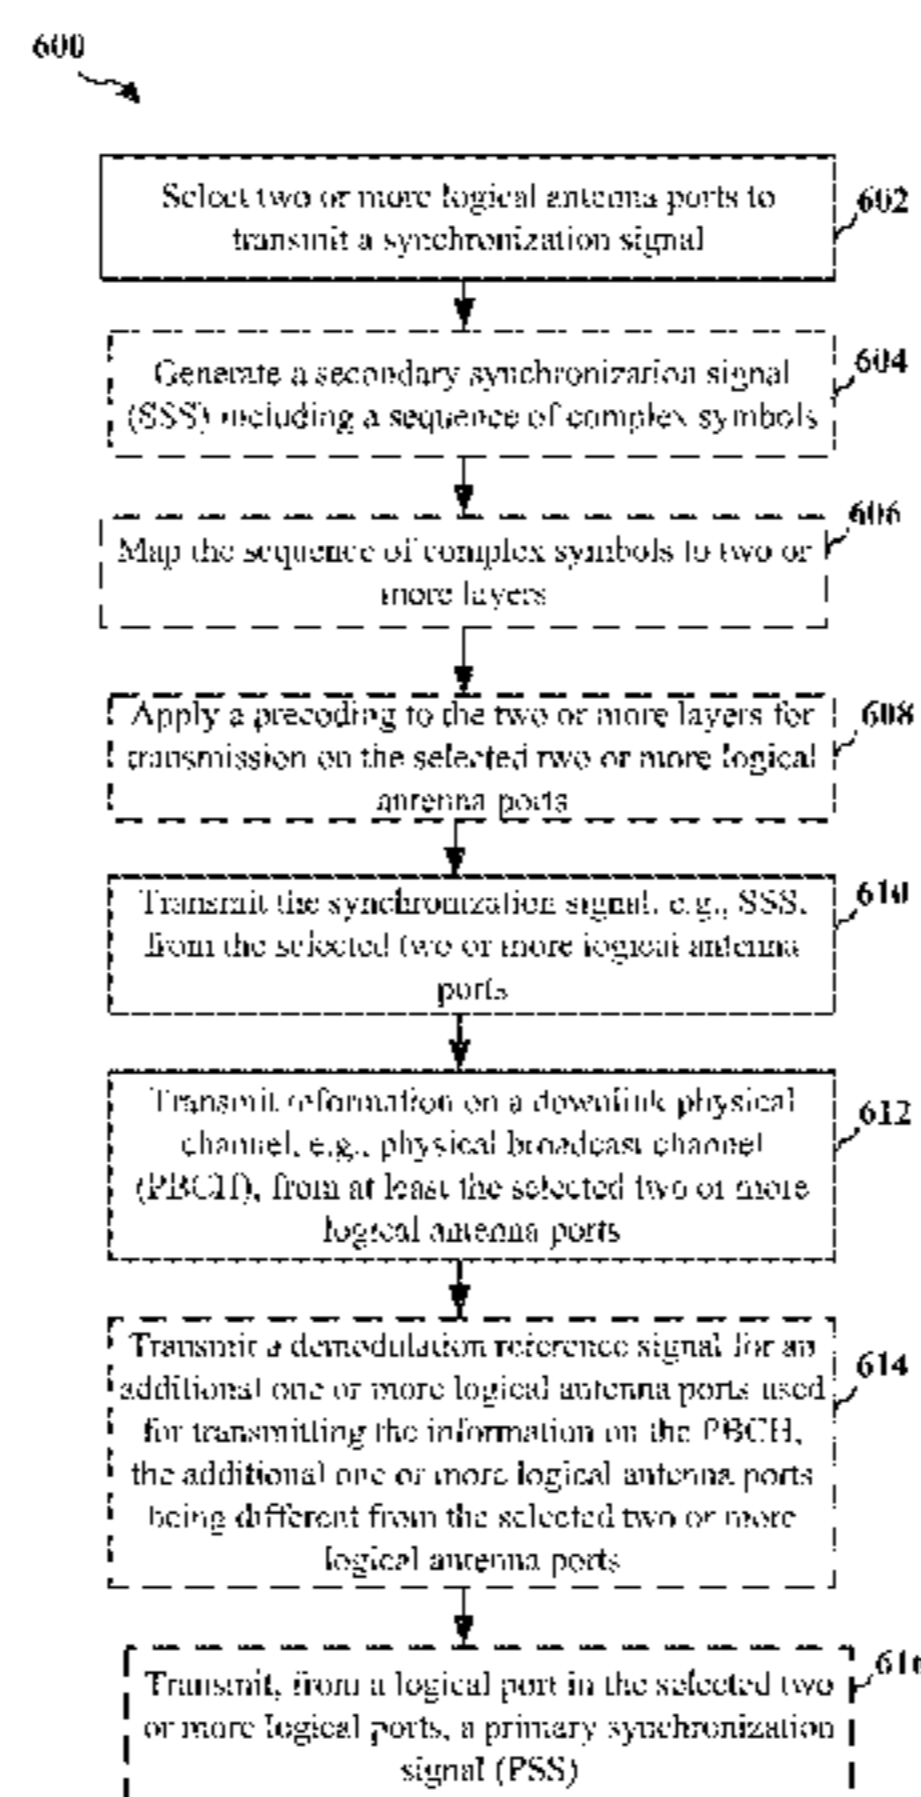 600
Select two or more logical antenna ports to
transmit a synchronization signal
602
Generate a secondary synchronization signal
(SSS) including a sequence of complex symbols
604
Map the sequence of complex symbols to two or
more layers
606
Apply a precoding to the two or more layers for
transmission on the selected two or more logical
antenna ports
608
Transmit the synchronization signal, e.g., SSS,
from the selected two or more logical antenna
ports
610
Transmit information on a downlink physical
channel, e.g., physical broadcast channel
(PBCH), from at least the selected two or more
logical antenna ports
612
Transmit a demodulation reference signal for an
additional one or more logical antenna ports used
for transmitting the information on the PBCH,
the additional one or more logical antenna ports
being different from the selected two or more
logical antenna ports
614
Transmit, from a logical port in the selected two
or more logical ports, a primary synchronization
signal (PSS)
616